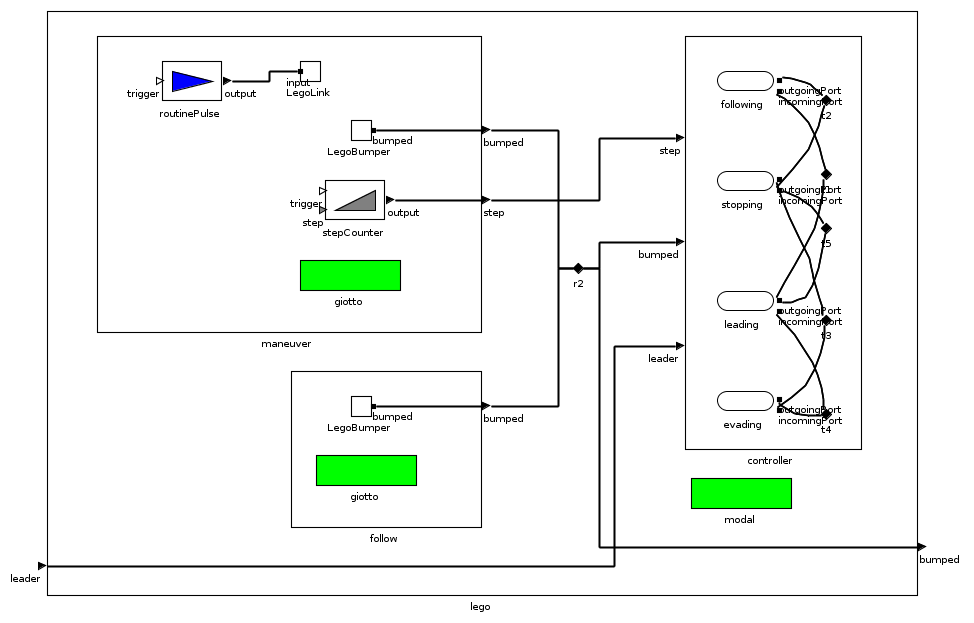 input
trigger
output
LegoLink
routinePulse
bumped
LegoBumper
bumped
trigger
output
step
step
stepCounter
giotto
maneuver
r2
bumped
LegoBumper
bumped
giotto
follow
leader
step
bumped
leader
outgoingPort
incomingPort
following
t2
outgoingPort
incomingPort
stopping
t5
outgoingPort
incomingPort
leading
t3
outgoingPort
incomingPort
evading
t4
controller
modal
bumped
lego